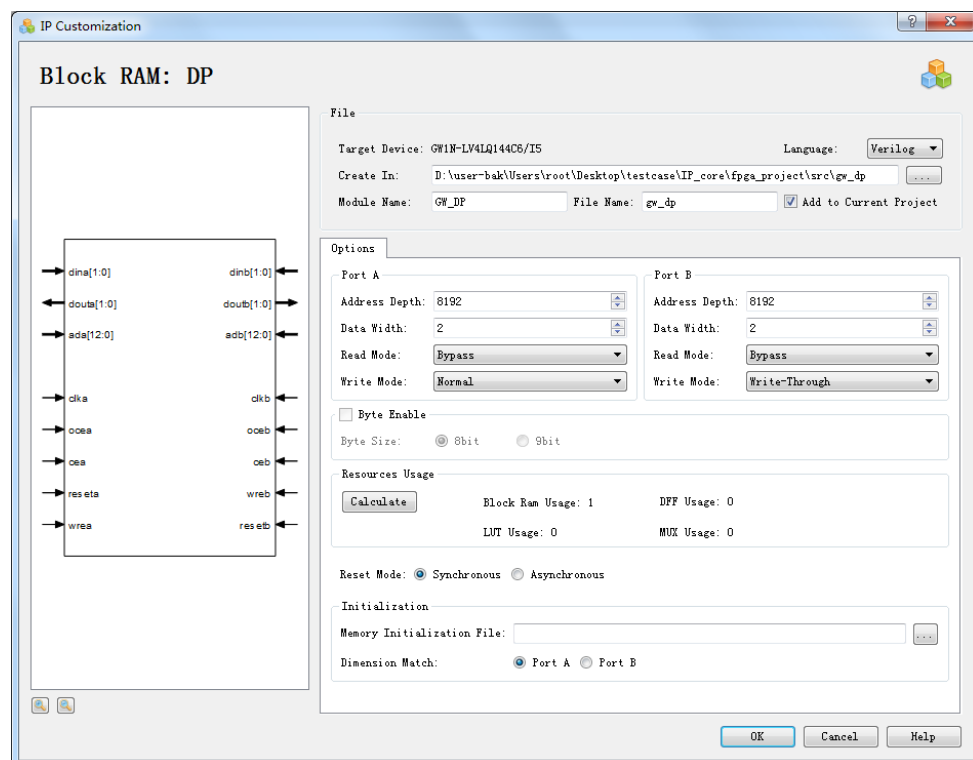 IP Customization
Block RAM: DP
File
Target Device: GW1N-LV4LQ144C6/I5 Language: Verilog
Create In: D:\user-bak\Users\root\Desktop\testcase\IP_core\fpga_project\src\gw_dp ...
Module Name: GW_DP File Name: gw_dp Add to Current Project
Options
Port A Port B
Address Depth: 8192 Address Depth: 8192
Data Width: 2 Data Width: 2
Read Mode: Bypass Read Mode: Bypass
Write Mode: Normal Write Mode: Write-Through
Byte Enable
Byte Size: 8bit 9bit
Resources Usage
Calculate Block Ram Usage: 1 DFF Usage: 0
LUT Usage: 0 MUX Usage: 0
Reset Mode: Synchronous Asynchronous
Initialization
Memory Initialization File: ...
Dimension Match: Port A Port B
dina[1:0] dinb[1:0]
douta[1:0] doutb[1:0]
ada[12:0] adb[12:0]
clka clkb
ocea oceb
cea ceb
reseta wreb
wrea resetb
OK Cancel Help